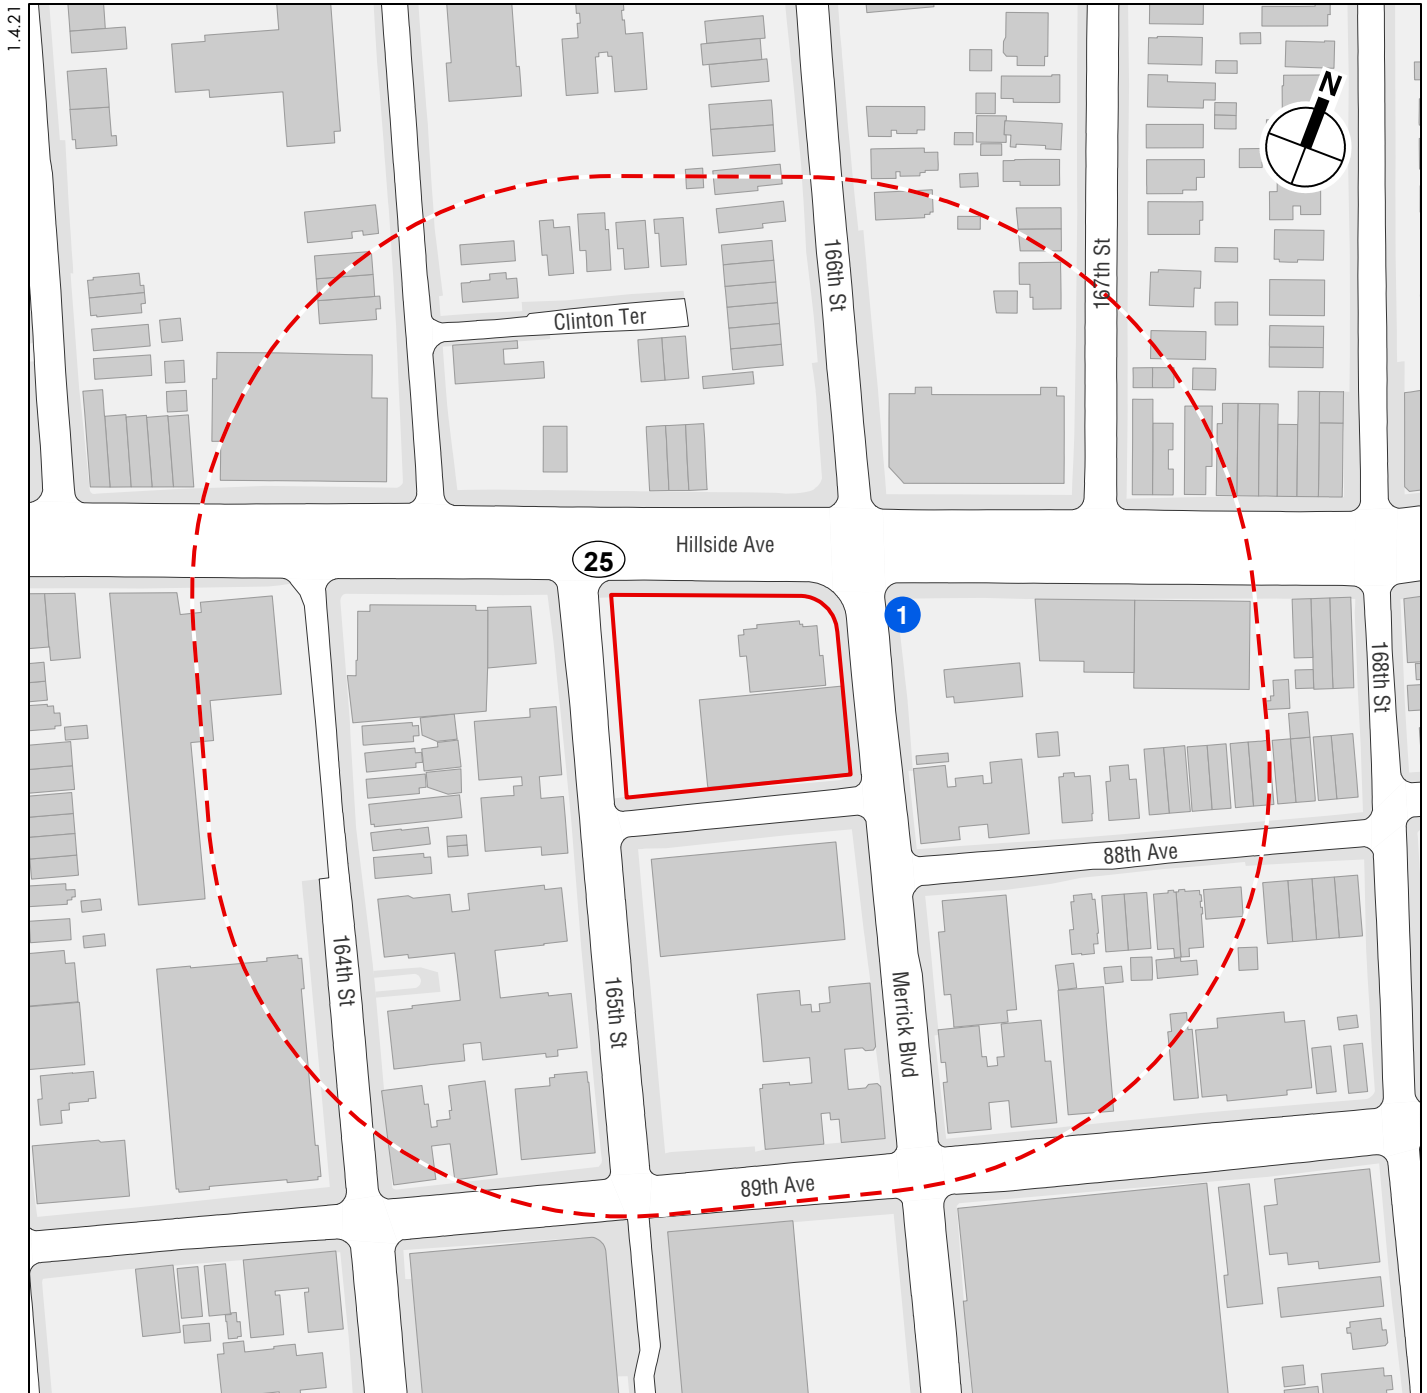 1.4.21
N
166th St
167th St
Clinton Ter
Hillside Ave
25
1
168th St
88th Ave
164th St
165th St
Merrick Blvd
89th Ave